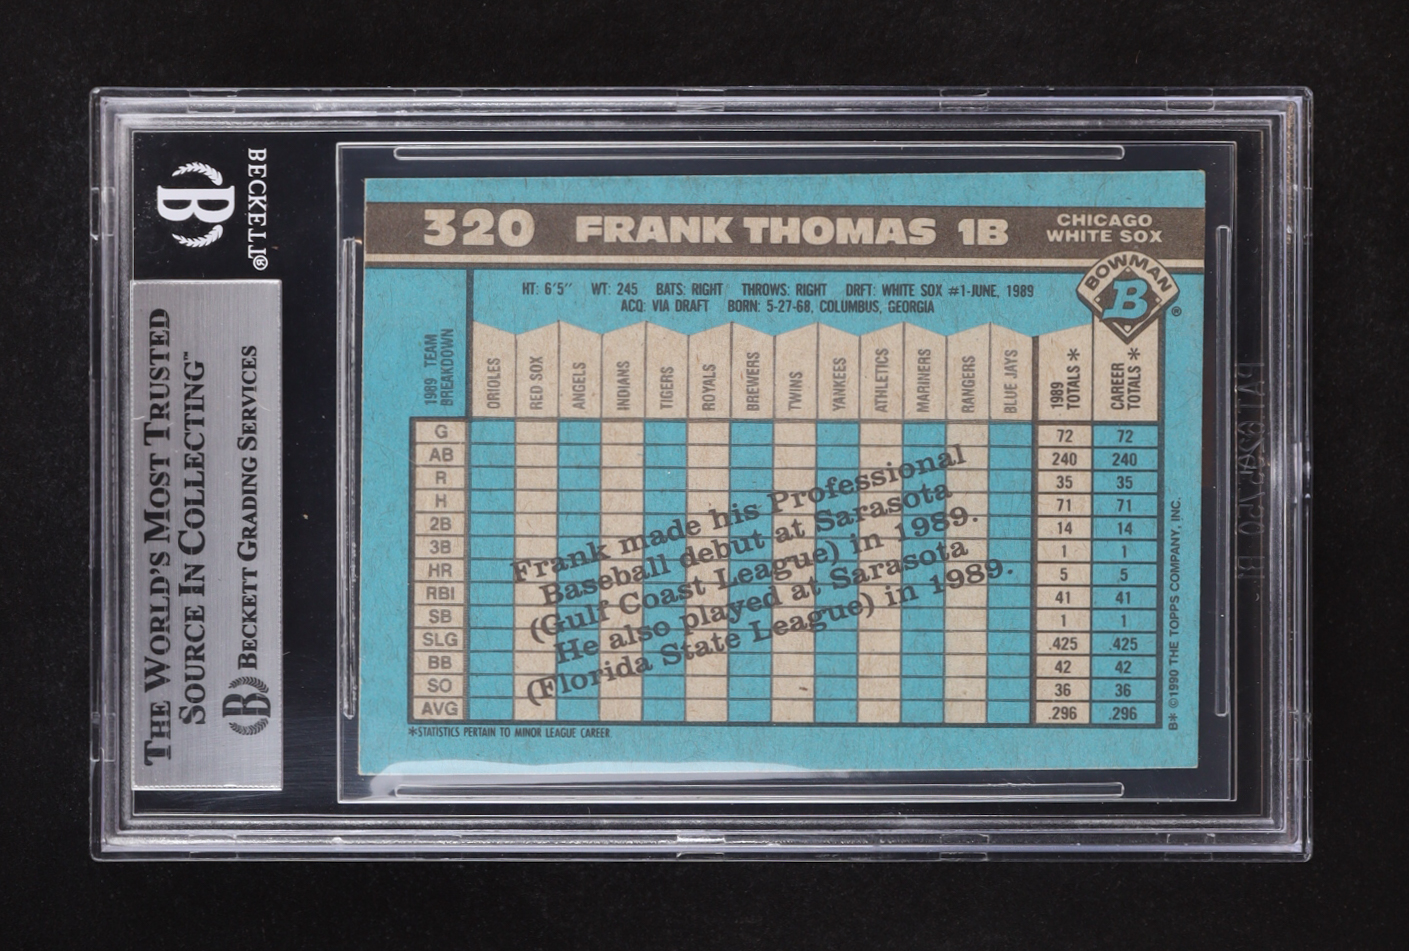 BECKETT®
B
THE WORLD'S MOST TRUSTED
SOURCE IN COLLECTING™
B BECKETT GRADING SERVICES
320 FRANK THOMAS 1B
CHICAGO
WHITE SOX
BOWMAN
B
®
HT: 6'5" WT: 245 BATS: RIGHT THROWS: RIGHT DRFT: WHITE SOX #1-JUNE, 1989
ACQ: VIA DRAFT BORN: 5-27-68, COLUMBUS, GEORGIA
1989 TEAM
BREAKDOWN
ORIOLES
RED SOX
ANGELS
INDIANS
TIGERS
ROYALS
BREWERS
TWINS
YANKEES
ATHLETICS
MARINERS
RANGERS
BLUE JAYS
1989
TOTALS *
CAREER
TOTALS *
G 72 72
AB 240 240
R 35 35
H 71 71
2B 14 14
3B 1 1
HR 5 5
RBI 41 41
SB 1 1
SLG .425 .425
BB 42 42
SO 36 36
AVG .296 .296
Frank made his Professional
Baseball debut at Sarasota
(Gulf Coast League) in 1989.
He also played at Sarasota
(Florida State League) in 1989.
*STATISTICS PERTAIN TO MINOR LEAGUE CAREER
B* ©1990 THE TOPPS COMPANY, INC.